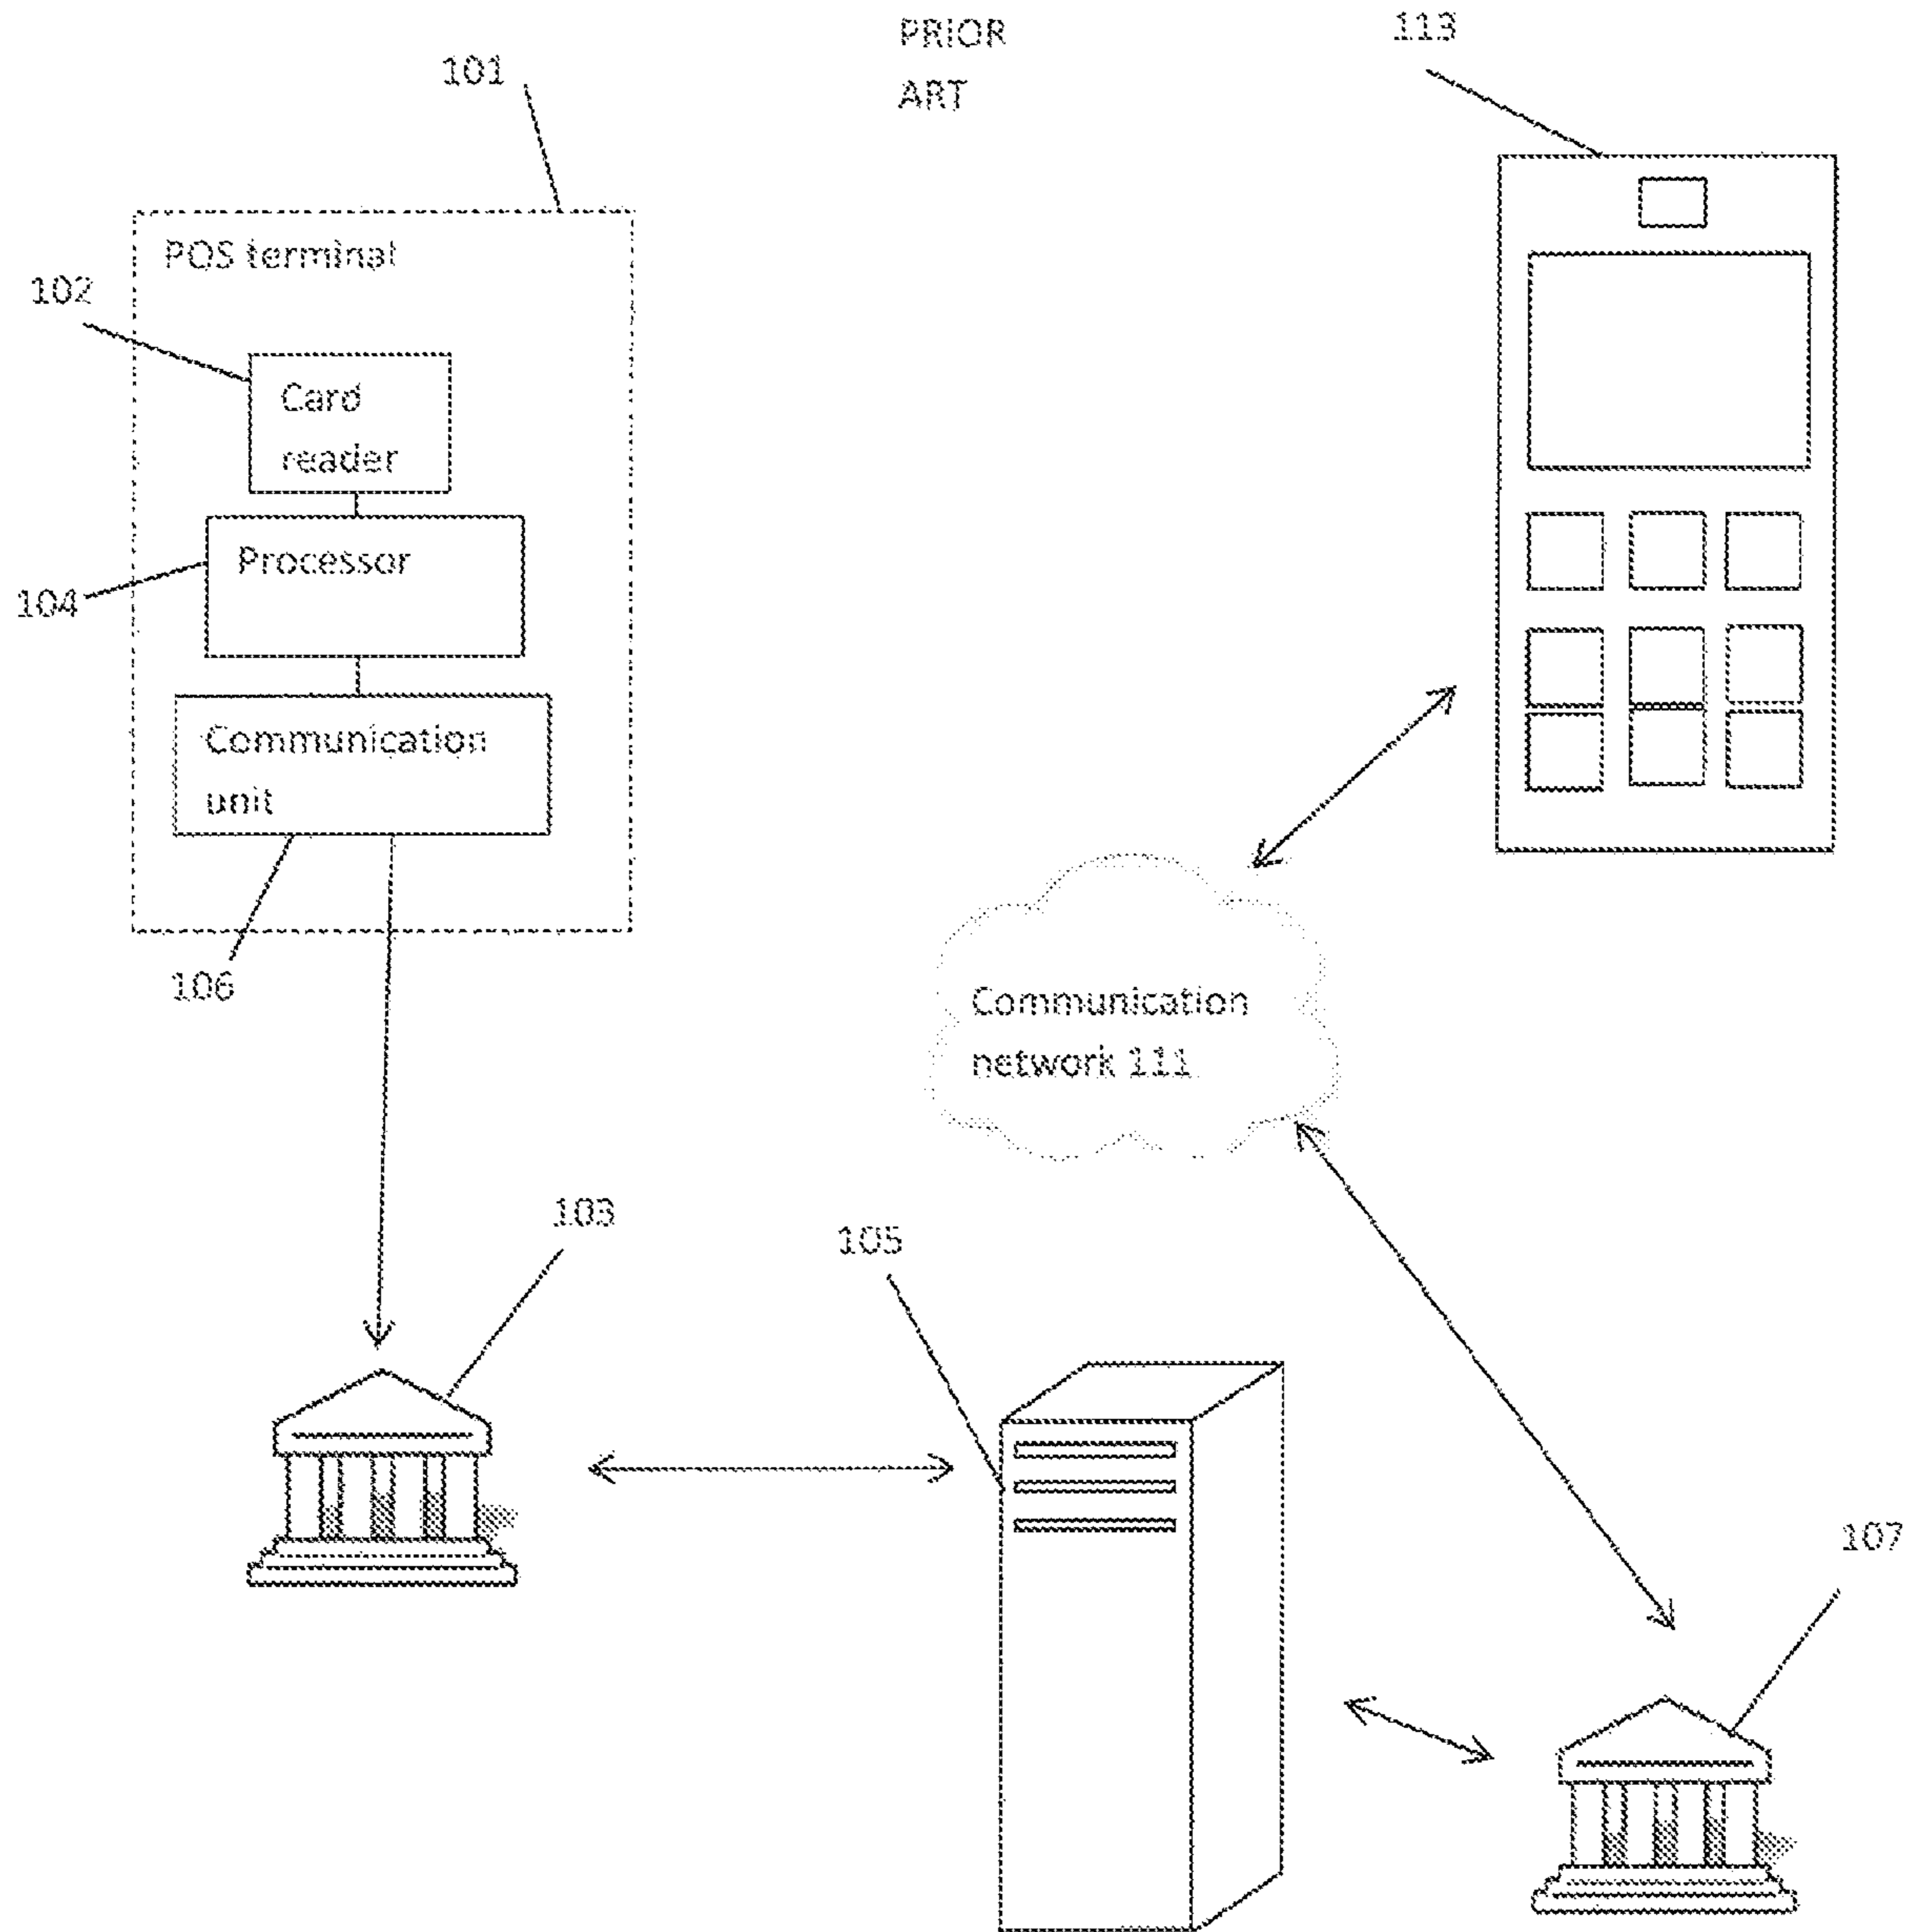 PRIOR
ART
113
101
POS terminal
102
Card
reader
Processor
104
Communication
unit
106
Communication
network 111
103
105
107